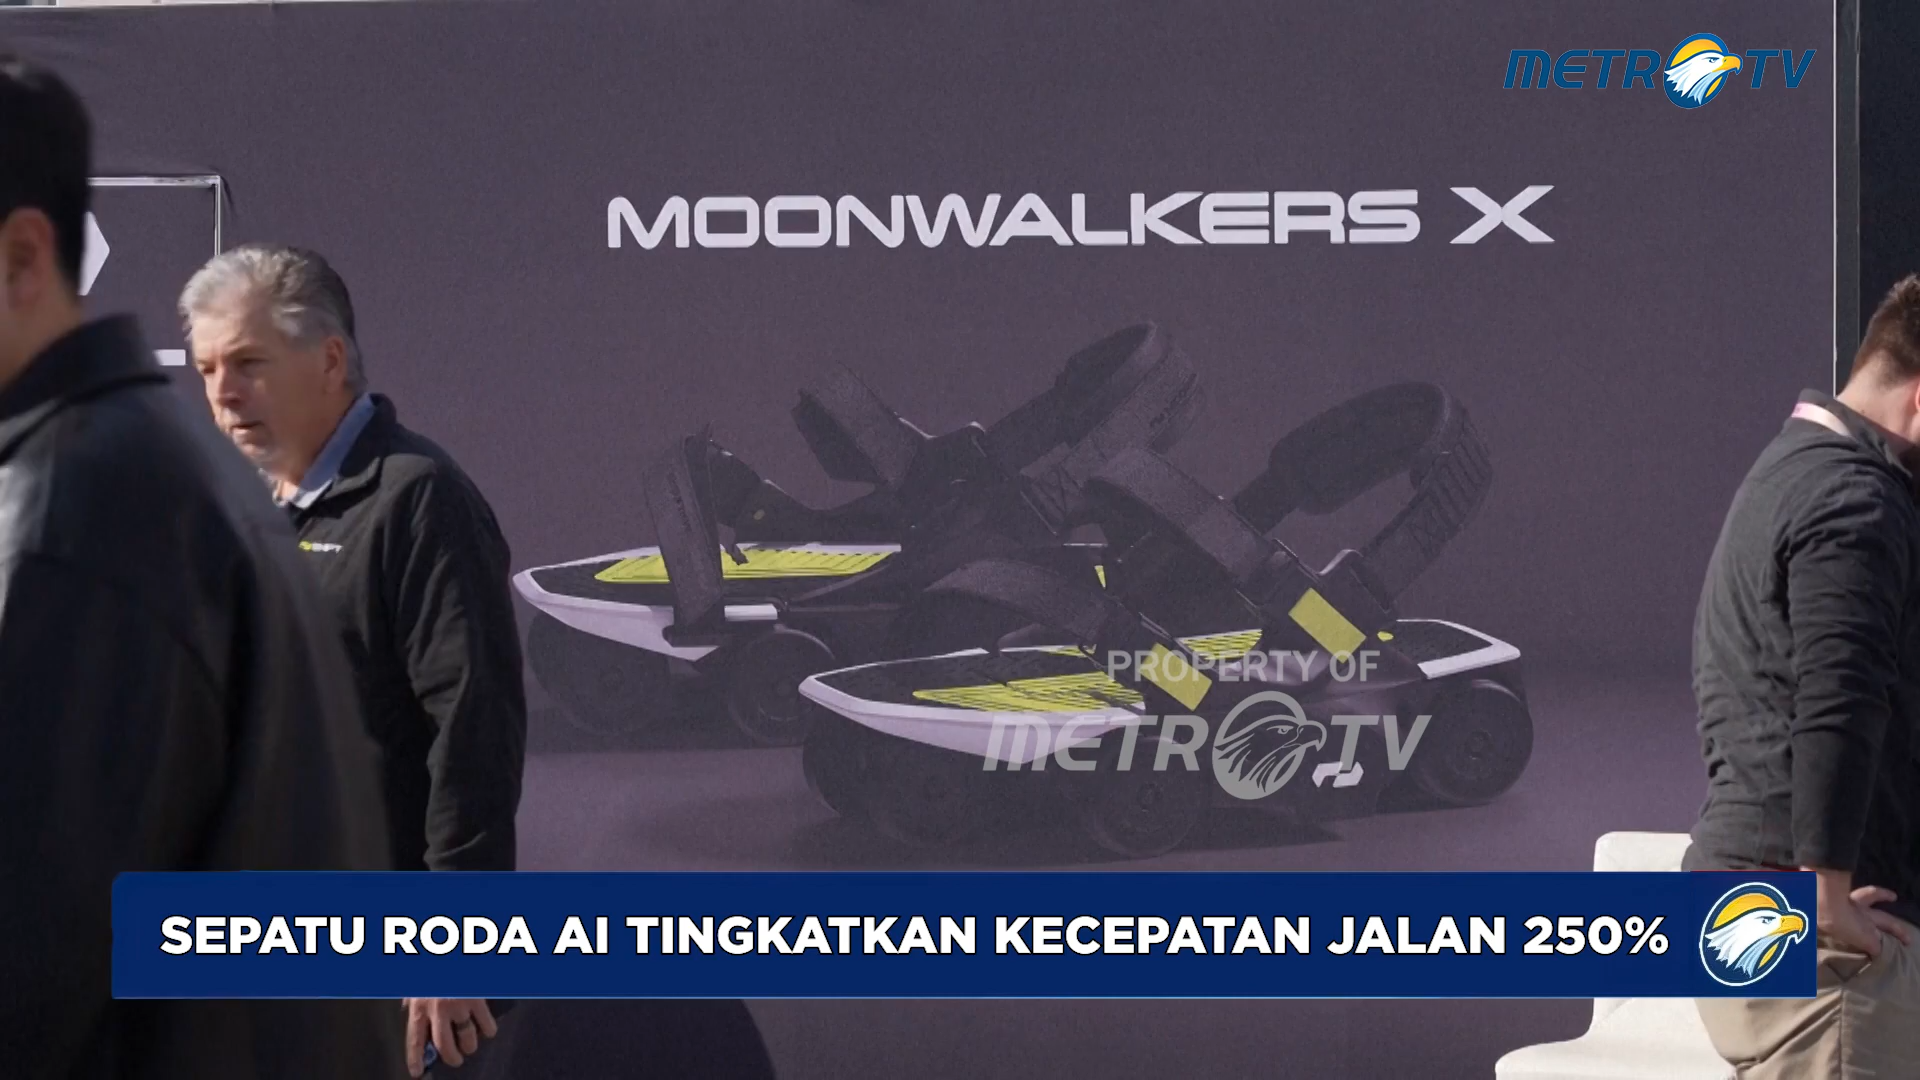 METRO TV
MOONWALKERS X
PROPERTY OF
METRO TV
SEPATU RODA AI TINGKATKAN KECEPATAN JALAN 250%